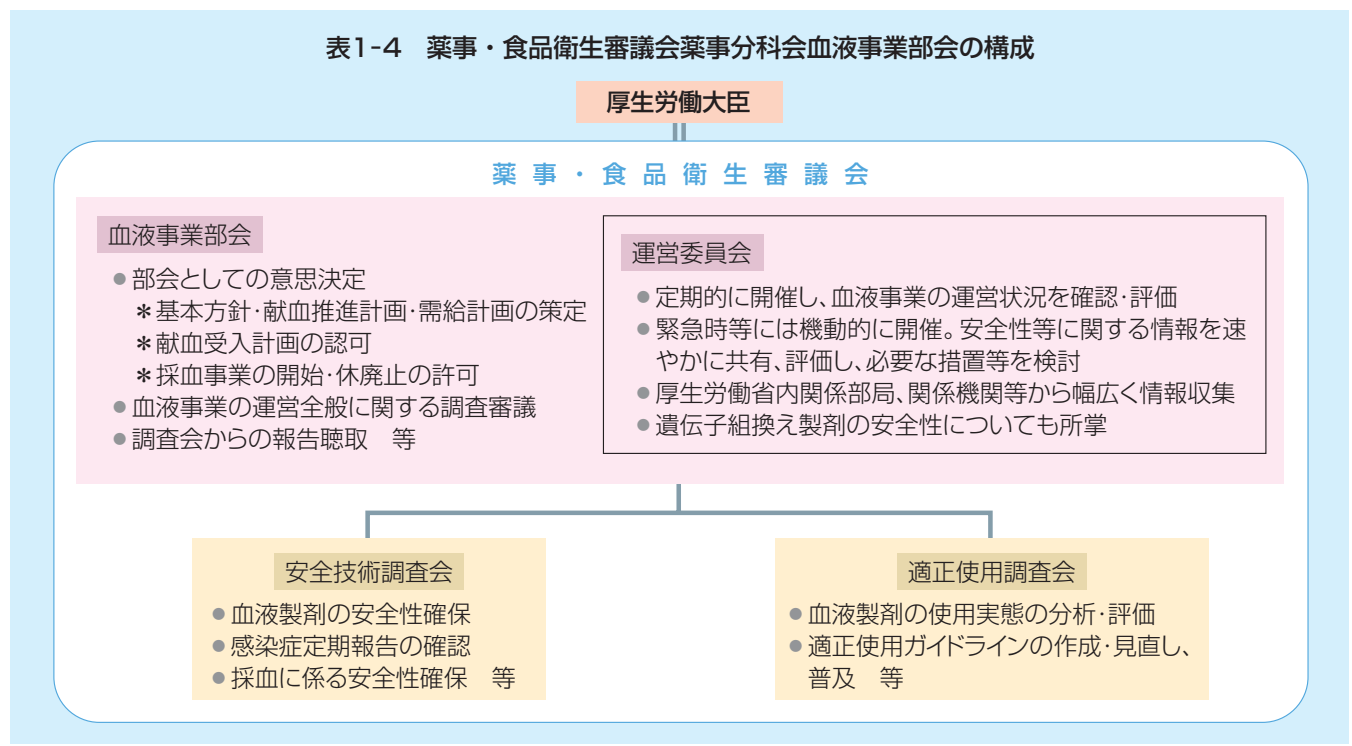 表1-4　薬事・食品衛生審議会薬事分科会血液事業部会の構成
厚生労働大臣
薬事・食品衛生審議会
血液事業部会
●部会としての意思決定
＊基本方針・献血推進計画・需給計画の策定
＊献血受入計画の認可
＊採血事業の開始・休廃止の許可
●血液事業の運営全般に関する調査審議
●調査会からの報告聴取　等
運営委員会
●定期的に開催し、血液事業の運営状況を確認・評価
●緊急時等には機動的に開催。安全性等に関する情報を速
やかに共有、評価し、必要な措置等を検討
●厚生労働省内関係部局、関係機関等から幅広く情報収集
●遺伝子組換え製剤の安全性についても所掌
安全技術調査会
●血液製剤の安全性確保
●感染症定期報告の確認
●採血に係る安全性確保　等
適正使用調査会
●血液製剤の使用実態の分析・評価
●適正使用ガイドラインの作成・見直し、
普及　等